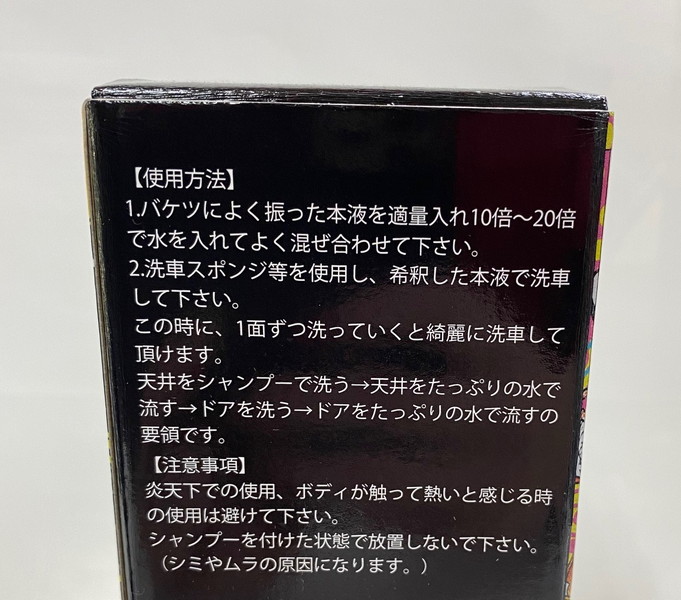 【使用方法】
1.バケツによく振った本液を適量入れ10倍～20倍
で水を入れてよく混ぜ合わせて下さい。
2.洗車スポンジ等を使用し、希釈した本液で洗車
して下さい。
この時に、1面ずつ洗っていくと綺麗に洗車して
頂けます。
天井をシャンプーで洗う→天井をたっぷりの水で
流す→ドアを洗う→ドアをたっぷりの水で流すの
要領です。
【注意事項】
炎天下での使用、ボディが触って熱いと感じる時
の使用は避けて下さい。
シャンプーを付けた状態で放置しないで下さい。
（シミやムラの原因になります。）